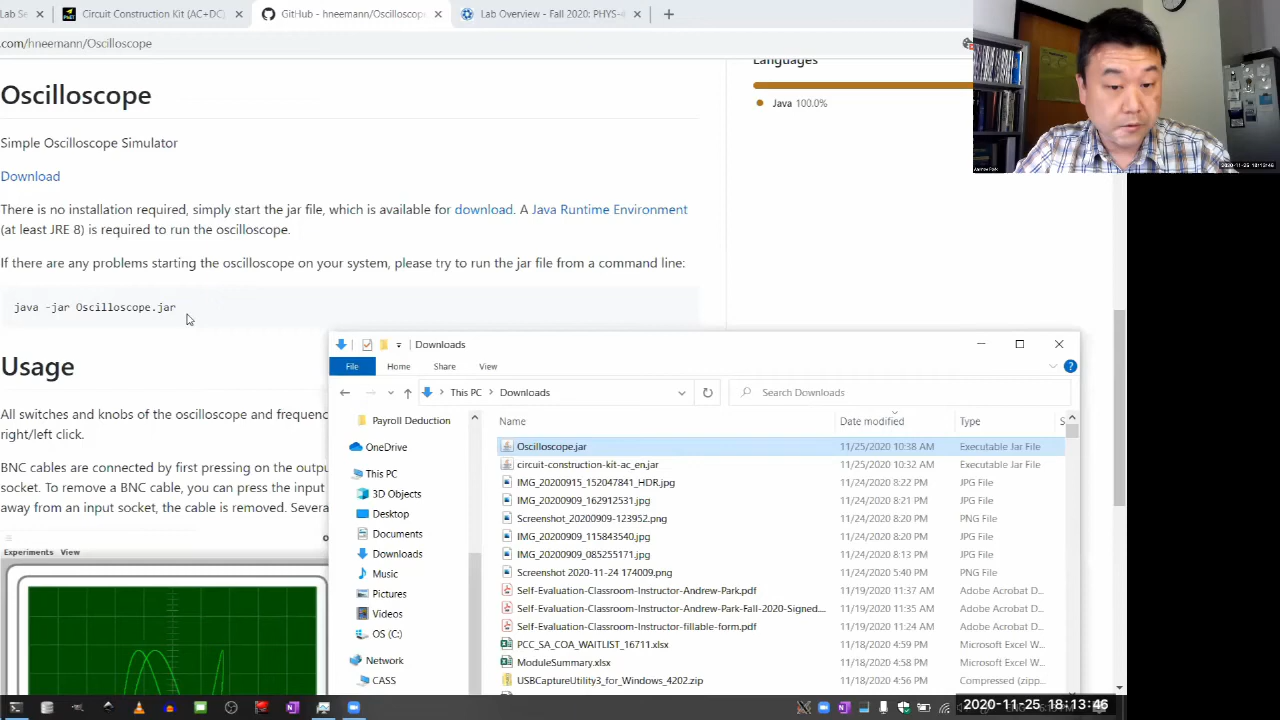 Lab Se
Circuit Construction Kit (AC+DC)
GitHub - hneemann/Oscilloscope
Lab Overview - Fall 2020: PHYS-4
.com/hneemann/Oscilloscope
Languages
Java 100.0%
Oscilloscope
Simple Oscilloscope Simulator
Download
There is no installation required, simply start the jar file, which is available for download. A Java Runtime Environment
(at least JRE 8) is required to run the oscilloscope.
If there are any problems starting the oscilloscope on your system, please try to run the jar file from a command line:
java -jar Oscilloscope.jar
Usage
All switches and knobs of the oscilloscope and frequenc
right/left click.
BNC cables are connected by first pressing on the outp
socket. To remove a BNC cable, you can press the input
away from an input socket, the cable is removed. Severa
Experiments View
Downloads
File Home Share View
This PC Downloads
Search Downloads
Payroll Deduction
OneDrive
This PC
3D Objects
Desktop
Documents
Downloads
Music
Pictures
Videos
OS (C:)
Network
CASS
Name Date modified Type S
Oscilloscope.jar 11/25/2020 10:38 AM Executable Jar File
circuit-construction-kit-ac_en.jar 11/25/2020 10:32 AM Executable Jar File
IMG_20200915_152047841_HDR.jpg 11/24/2020 8:22 PM JPG File
IMG_20200909_162912531.jpg 11/24/2020 8:21 PM JPG File
Screenshot_20200909-123952.png 11/24/2020 8:20 PM PNG File
IMG_20200909_115843540.jpg 11/24/2020 8:20 PM JPG File
IMG_20200909_085255171.jpg 11/24/2020 8:13 PM JPG File
Screenshot 2020-11-24 174009.png 11/24/2020 5:40 PM PNG File
Self-Evaluation-Classroom-Instructor-Andrew-Park.pdf 11/19/2020 11:37 AM Adobe Acrobat D...
Self-Evaluation-Classroom-Instructor-Andrew-Park-Fall-2020-Signed.... 11/19/2020 11:35 AM Adobe Acrobat D...
Self-Evaluation-Classroom-Instructor-fillable-form.pdf 11/19/2020 11:24 AM Adobe Acrobat D...
PCC_SA_COA_WAITLIST_16711.xlsx 11/18/2020 4:59 PM Microsoft Excel W...
ModuleSummary.xlsx 11/18/2020 4:58 PM Microsoft Excel W...
USBCaptureUtility3_for_Windows_4202.zip 11/18/2020 4:56 PM Compressed (zipp...
2020-11-25 18:13:46
2020-11-25 18:13:46